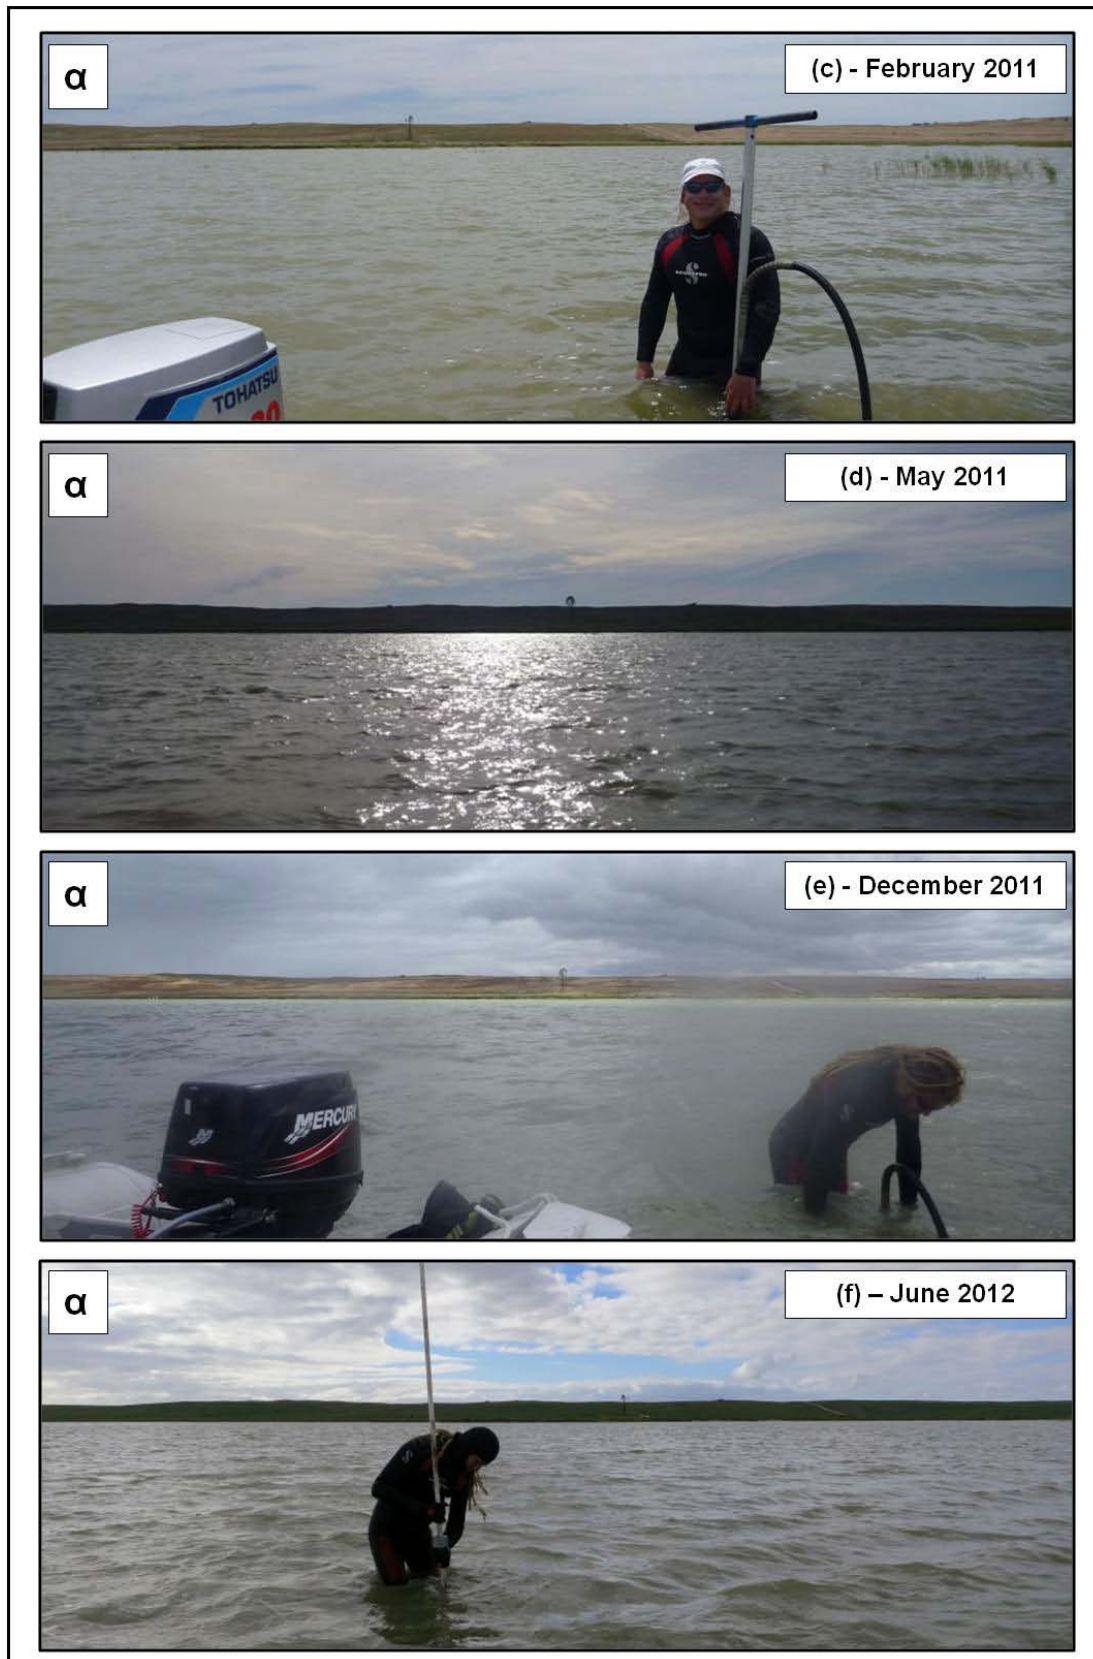 α
(c) - February 2011
TOHATSU
α
(d) - May 2011
α
(e) - December 2011
MERCURY
α
(f) – June 2012